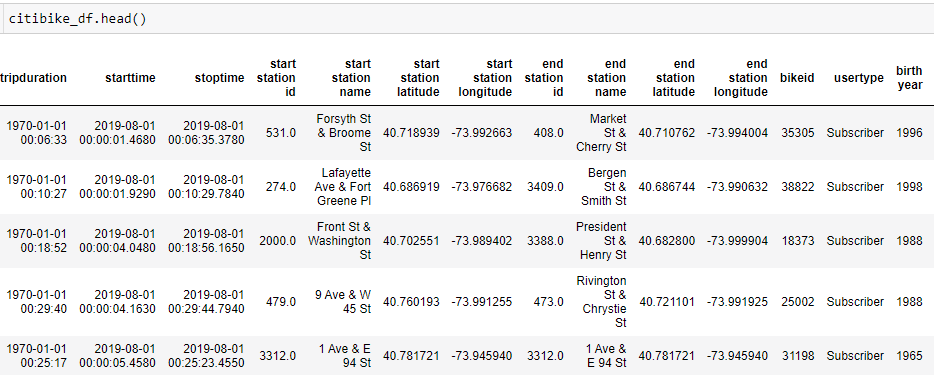 citibike_df.head()
tripduration starttime stoptime start station id start station name start station latitude start station longitude end station id end station name end station latitude end station longitude bikeid usertype birth year
1970-01-01 00:06:33 2019-08-01 00:00:01.4680 2019-08-01 00:06:35.3780 531.0 Forsyth St & Broome St 40.718939 -73.992663 408.0 Market St & Cherry St 40.710762 -73.994004 35305 Subscriber 1996
1970-01-01 00:10:27 2019-08-01 00:00:01.9290 2019-08-01 00:10:29.7840 274.0 Lafayette Ave & Fort Greene Pl 40.686919 -73.976682 3409.0 Bergen St & Smith St 40.686744 -73.990632 38822 Subscriber 1998
1970-01-01 00:18:52 2019-08-01 00:00:04.0480 2019-08-01 00:18:56.1650 2000.0 Front St & Washington St 40.702551 -73.989402 3388.0 President St & Henry St 40.682800 -73.999904 18373 Subscriber 1988
1970-01-01 00:29:40 2019-08-01 00:00:04.1630 2019-08-01 00:29:44.7940 479.0 9 Ave & W 45 St 40.760193 -73.991255 473.0 Rivington St & Chrystie St 40.721101 -73.991925 25002 Subscriber 1988
1970-01-01 00:25:17 2019-08-01 00:00:05.4580 2019-08-01 00:25:23.4550 3312.0 1 Ave & E 94 St 40.781721 -73.945940 3312.0 1 Ave & E 94 St 40.781721 -73.945940 31198 Subscriber 1965